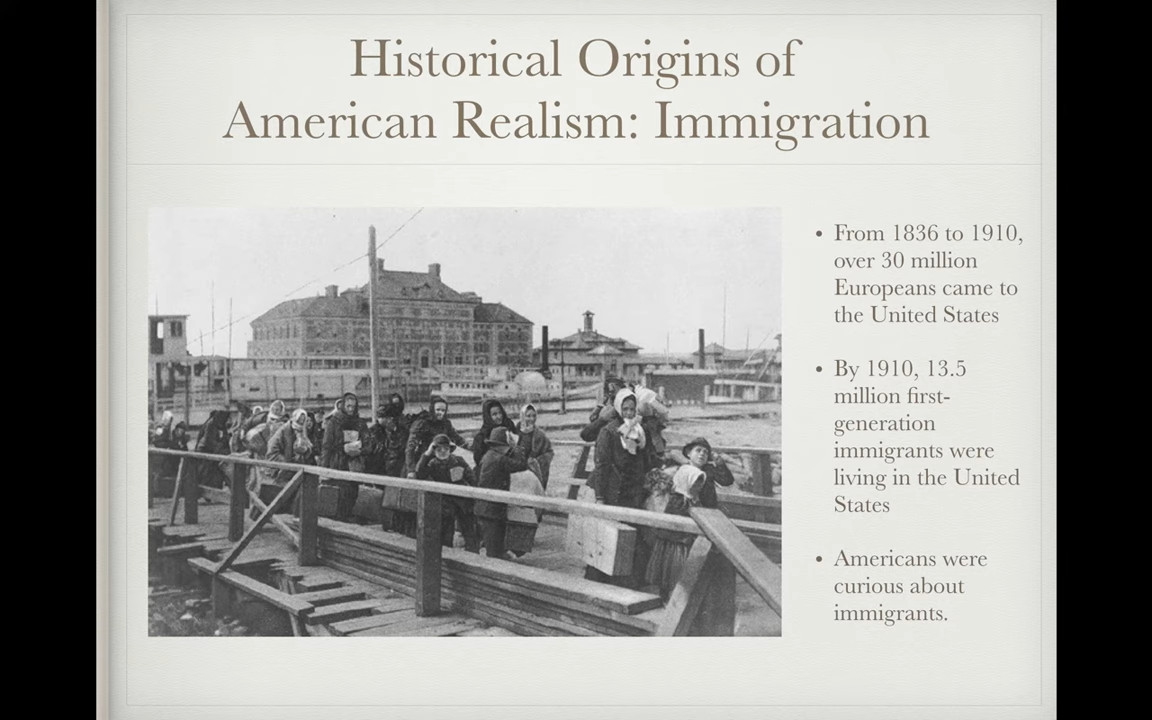 Historical Origins of
American Realism: Immigration
• From 1836 to 1910,
over 30 million
Europeans came to
the United States
• By 1910, 13.5
million first-
generation
immigrants were
living in the United
States
• Americans were
curious about
immigrants.